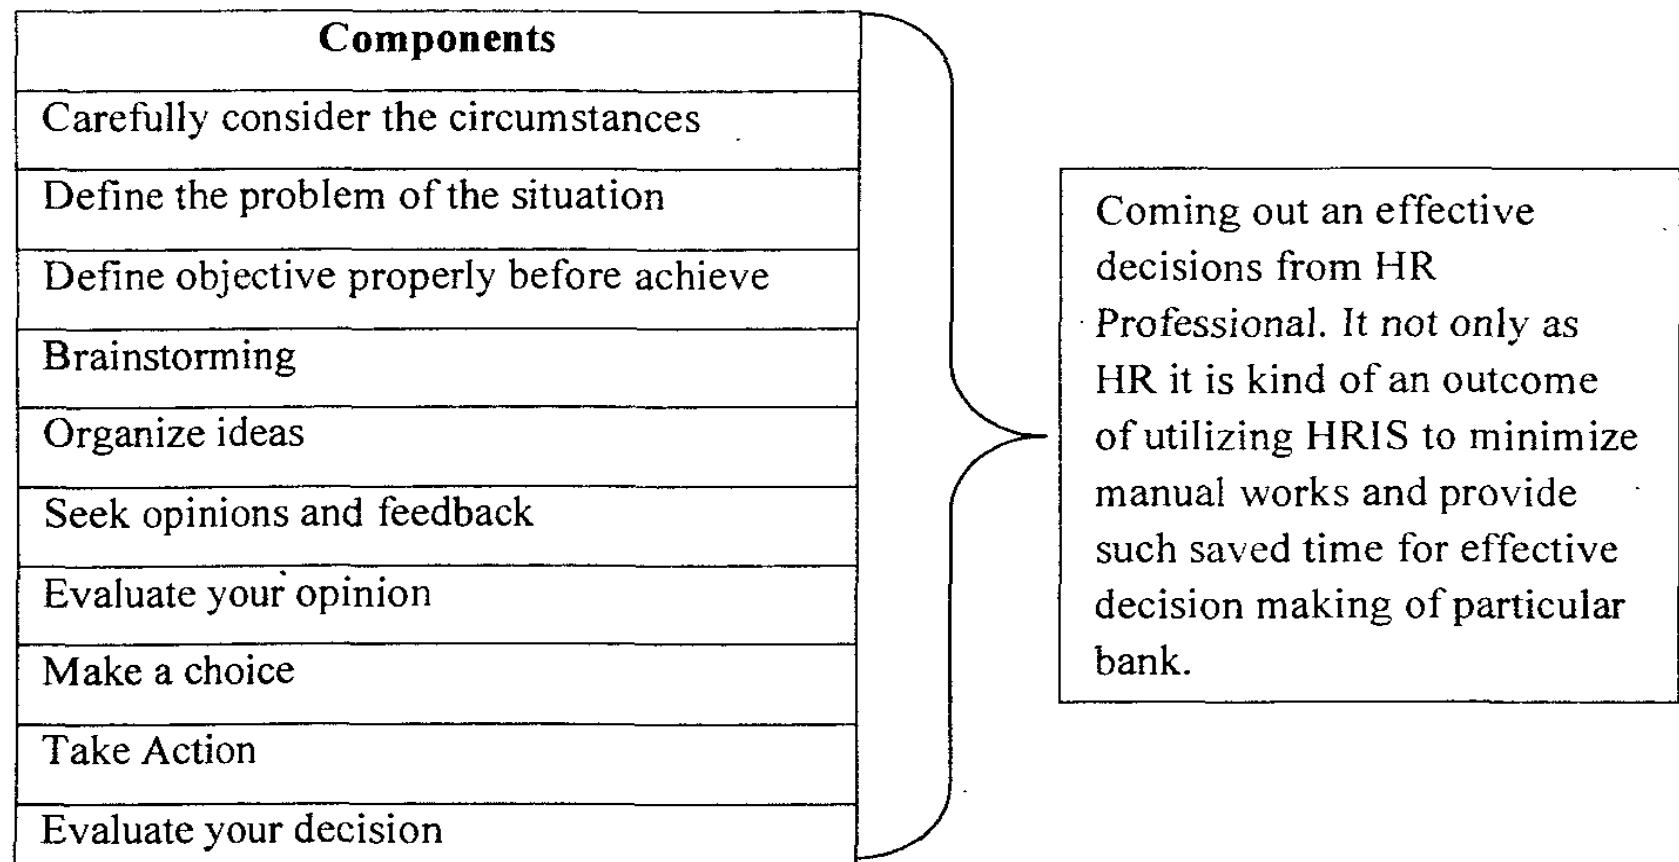 Components
Carefully consider the circumstances
Define the problem of the situation
Define objective properly before achieve
Brainstorming
Organize ideas
Seek opinions and feedback
Evaluate your opinion
Make a choice
Take Action
Evaluate your decision
Coming out an effective
decisions from HR
Professional. It not only as
HR it is kind of an outcome
of utilizing HRIS to minimize
manual works and provide
such saved time for effective
decision making of particular
bank.